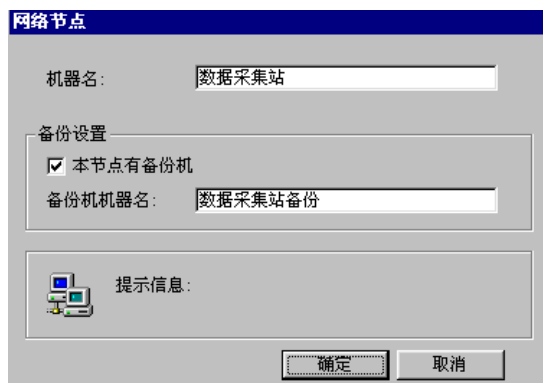 网络节点
机器名:
数据采集站
备份设置
本节点有备份机
备份机机器名:
数据采集站备份
提示信息:
确定
取消